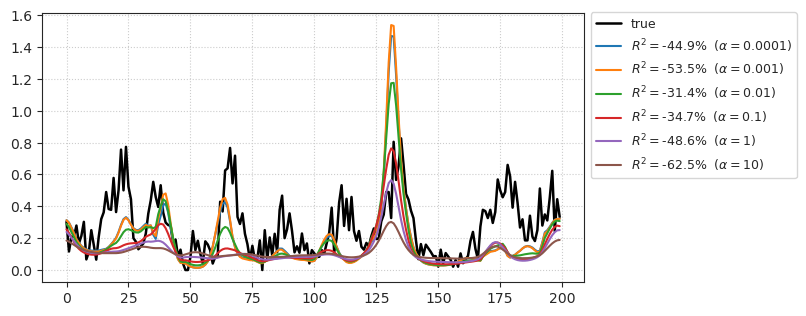 1.6
1.4
1.2
1.0
0.8
0.6
0.4
0.2
0.0
0 25 50 75 100 125 150 175 200
true
R² = -44.9% (α = 0.0001)
R² = -53.5% (α = 0.001)
R² = -31.4% (α = 0.01)
R² = -34.7% (α = 0.1)
R² = -48.6% (α = 1)
R² = -62.5% (α = 10)